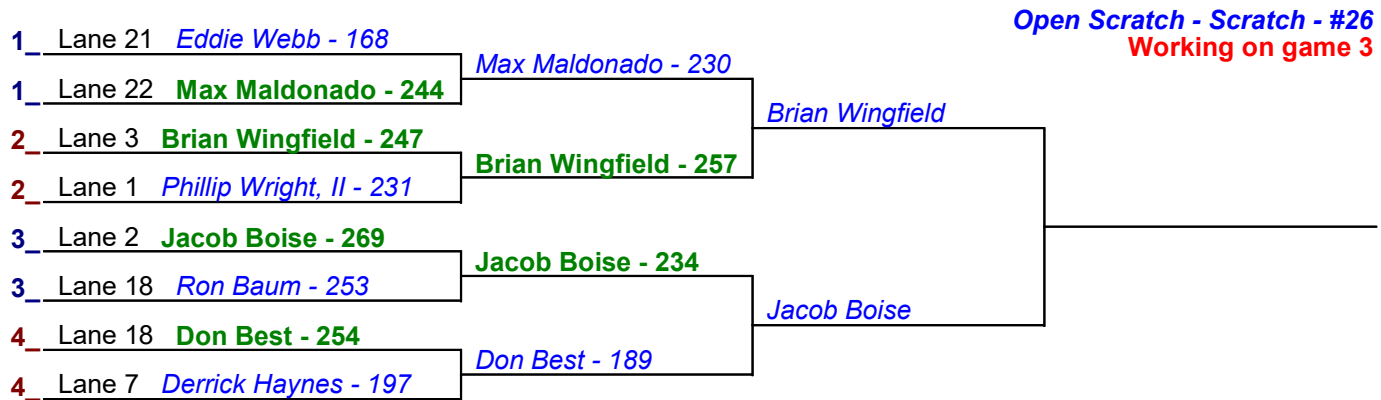 Open Scratch - Scratch - #26
Working on game 3
1_ Lane 21 Eddie Webb - 168
1_ Lane 22 Max Maldonado - 244
2_ Lane 3 Brian Wingfield - 247
2_ Lane 1 Phillip Wright, II - 231
3_ Lane 2 Jacob Boise - 269
3_ Lane 18 Ron Baum - 253
4_ Lane 18 Don Best - 254
4_ Lane 7 Derrick Haynes - 197
Max Maldonado - 230
Brian Wingfield - 257
Jacob Boise - 234
Don Best - 189
Brian Wingfield
Jacob Boise